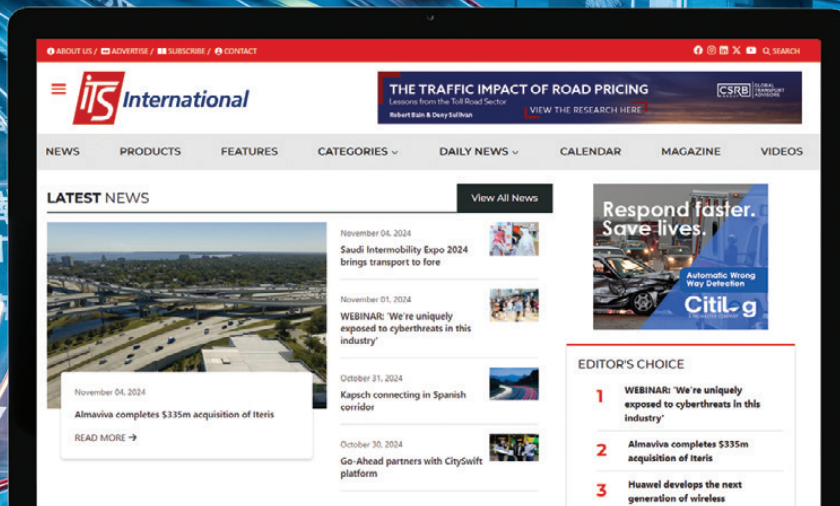 ABOUT US / ADVERTISE / SUBSCRIBE / CONTACT
SEARCH
ITS International
THE TRAFFIC IMPACT OF ROAD PRICING
Lessons from the Toll Road Sector
VIEW THE RESEARCH HERE
Robert Bain & Deny Sullivan
CSRB GLOBAL
TRANSPORT
ADVISORS
NEWS PRODUCTS FEATURES CATEGORIES DAILY NEWS CALENDAR MAGAZINE VIDEOS
LATEST NEWS
View All News
November 04, 2024
Almaviva completes $335m acquisition of Iteris
READ MORE →
November 04, 2024
Saudi Intermobility Expo 2024
brings transport to fore
November 01, 2024
WEBINAR: 'We're uniquely
exposed to cyberthreats in this
industry'
October 31, 2024
Kapsch connecting in Spanish
corridor
October 30, 2024
Go-Ahead partners with CitySwift
platform
Respond faster.
Save lives.
Automatic Wrong
Way Detection
Citilog
EDITOR'S CHOICE
1 WEBINAR: 'We're uniquely
exposed to cyberthreats in this
industry'
2 Almaviva completes $335m
acquisition of Iteris
3 Huawei develops the next
generation of wireless